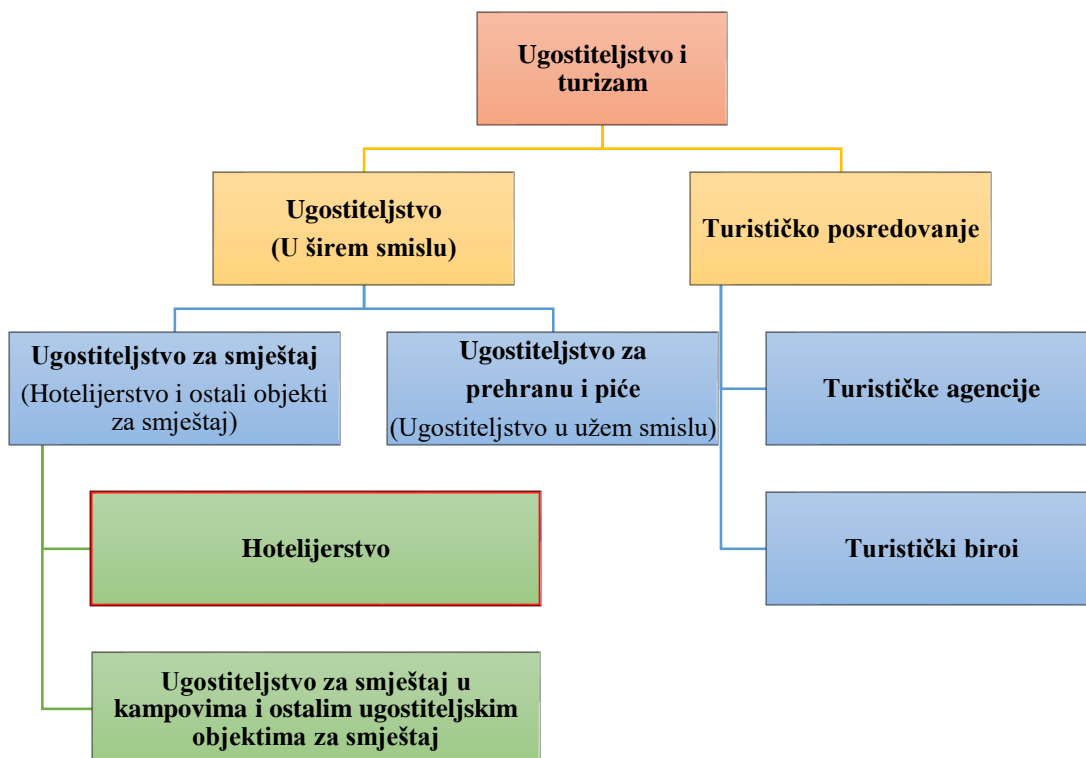 Ugostiteljstvo i
turizam
Ugostiteljstvo
(U širem smislu)
Turističko posredovanje
Ugostiteljstvo za smještaj
(Hotelijerstvo i ostali objekti
za smještaj)
Ugostiteljstvo za
prehranu i piće
(Ugostiteljstvo u užem smislu)
Turističke agencije
Hotelijerstvo
Turistički biroi
Ugostiteljstvo za smještaj u
kampovima i ostalim ugostiteljskim
objektima za smještaj